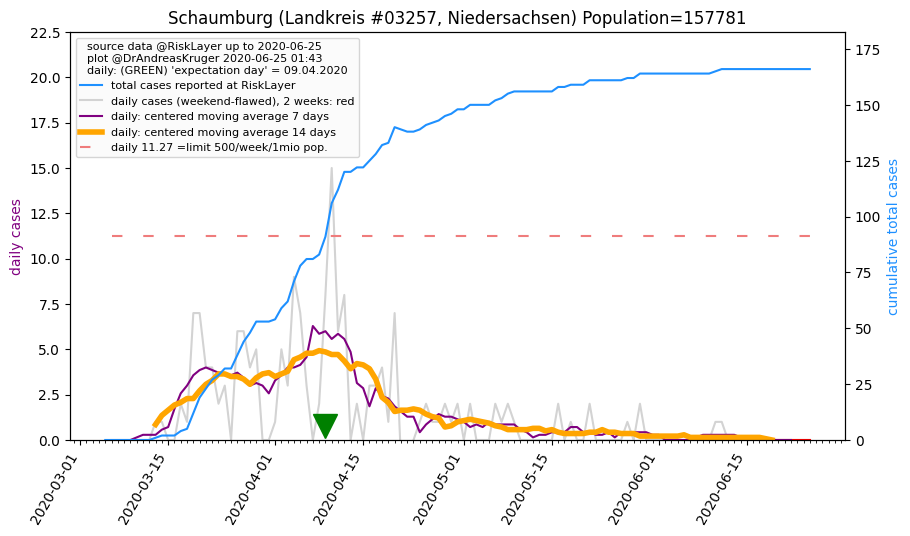 Schaumburg (Landkreis #03257, Niedersachsen) Population=157781
source data @RiskLayer up to 2020-06-25
plot @DrAndreasKruger 2020-06-25 01:43
daily: (GREEN) 'expectation day' = 09.04.2020
total cases reported at RiskLayer
daily cases (weekend-flawed), 2 weeks: red
daily: centered moving average 7 days
daily: centered moving average 14 days
daily 11.27 =limit 500/week/1mio pop.
daily cases
22.5
20.0
17.5
15.0
12.5
10.0
7.5
5.0
2.5
0.0
175
150
125
100
75
50
25
0
cumulative total cases
2020-03-01
2020-03-15
2020-04-01
2020-04-15
2020-05-01
2020-05-15
2020-06-01
2020-06-15